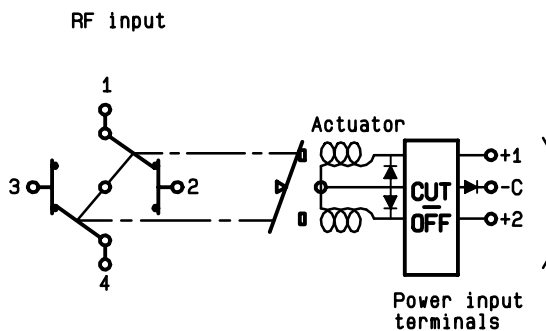 RF input
1
Actuator
+1
3
2
CUT
-C
OFF
+2
4
Power input
terminals